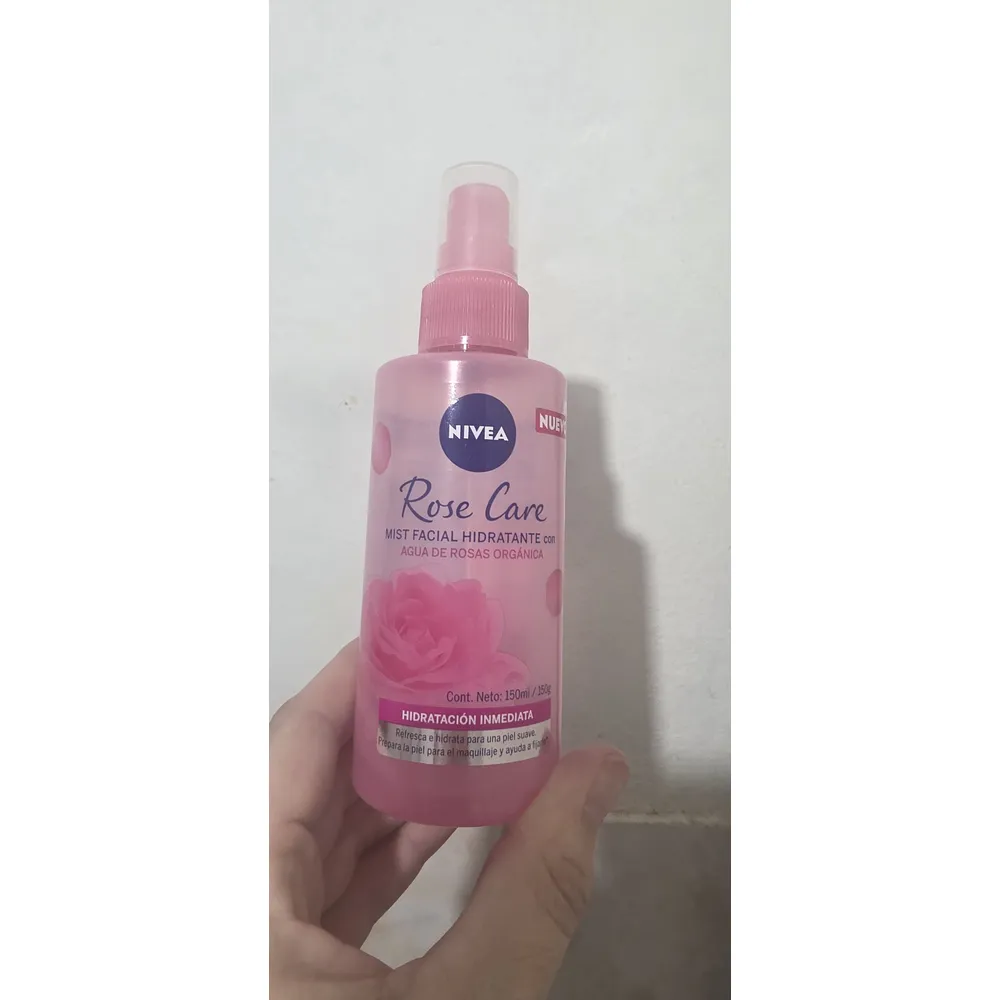 NIVEA
Rose Care
MIST FACIAL HIDRATANTE con
AGUA DE ROSAS ORGÁNICA
Cont. Neto: 150ml / 150g
HIDRATACIÓN INMEDIATA
Refresca e hidrata para una piel suave.
Prepara la piel para el maquillaje y ayuda a